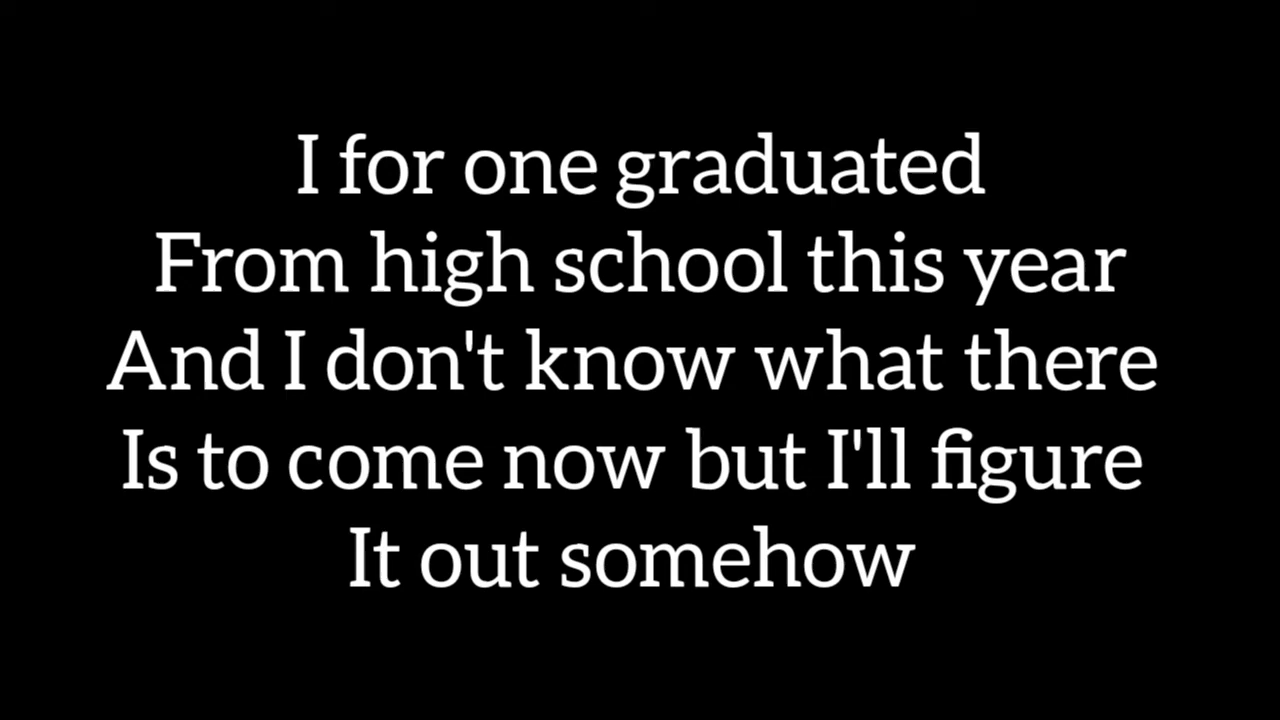 I for one graduated
From high school this year
And I don't know what there
Is to come now but I'll figure
It out somehow